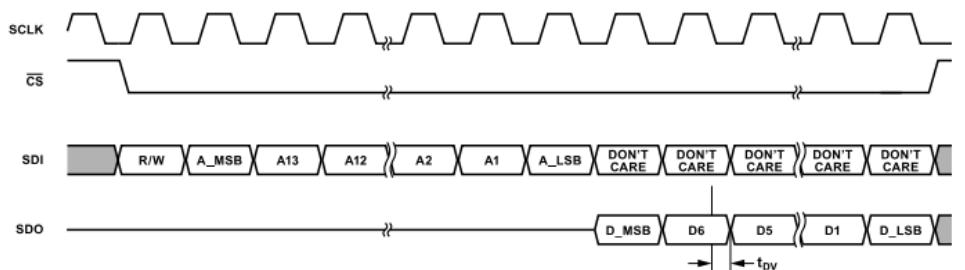 SCLK
CS
SDI R/W A_MSB A13 A12 A2 A1 A_LSB DON'T CARE DON'T CARE DON'T CARE DON'T CARE DON'T CARE
SDO D_MSB D6 D5 D1 D_LSB
tDV